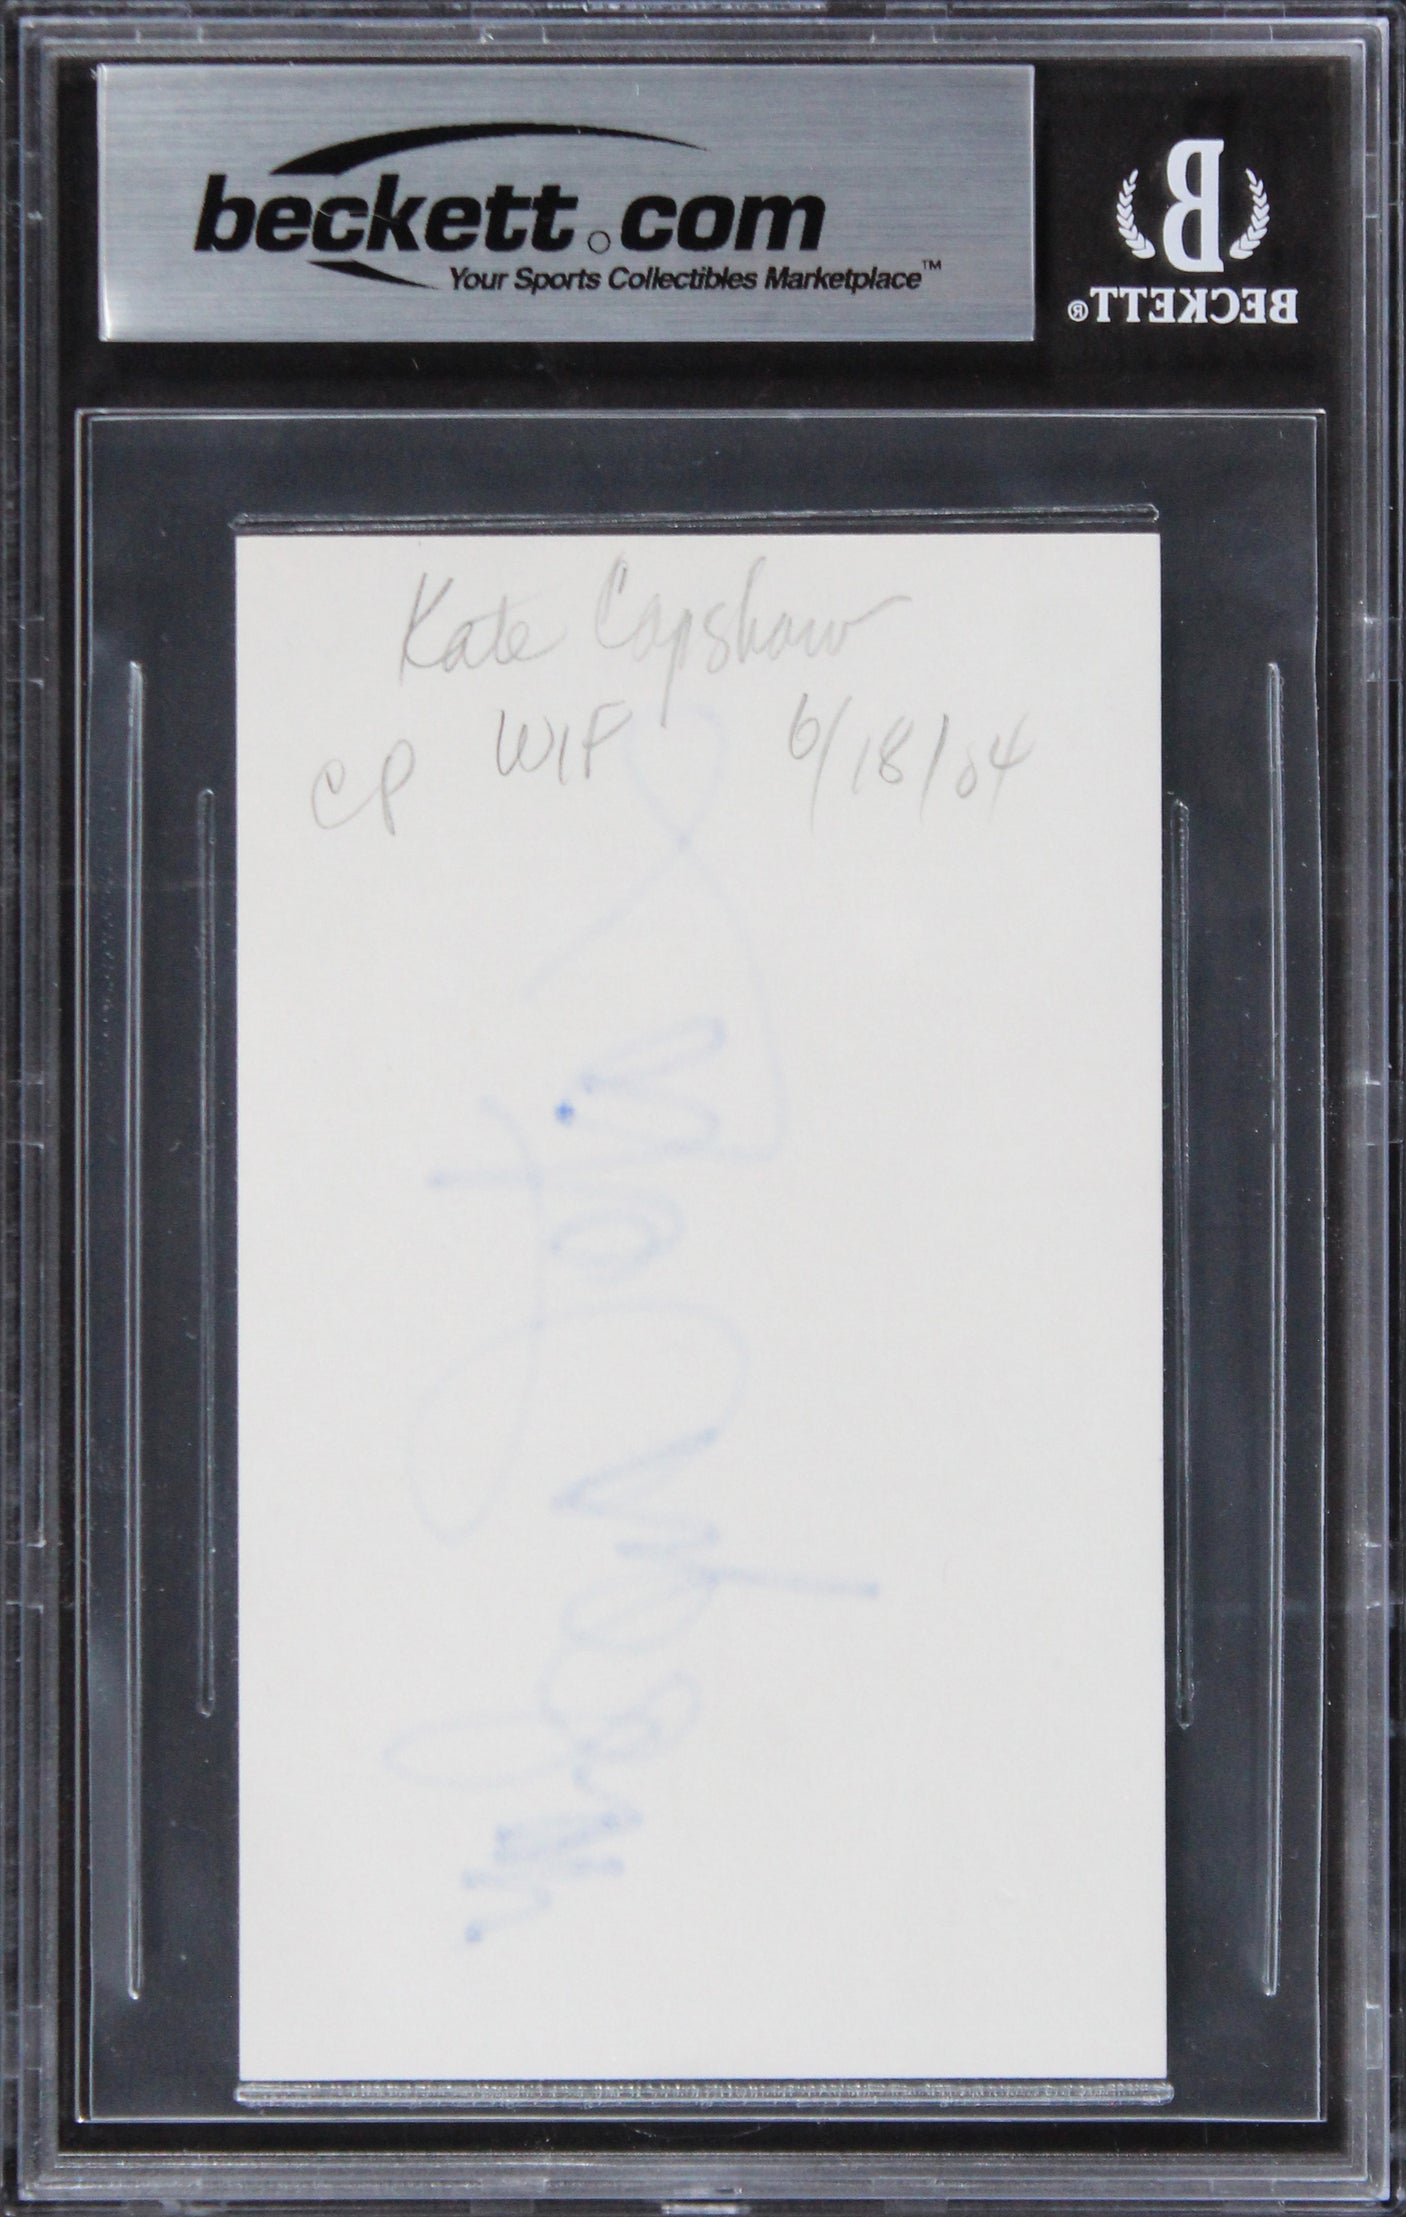 beckett.com
Your Sports Collectibles Marketplace™
B
BECKETT®
Kate Capshaw
CP WIF 6/18/04